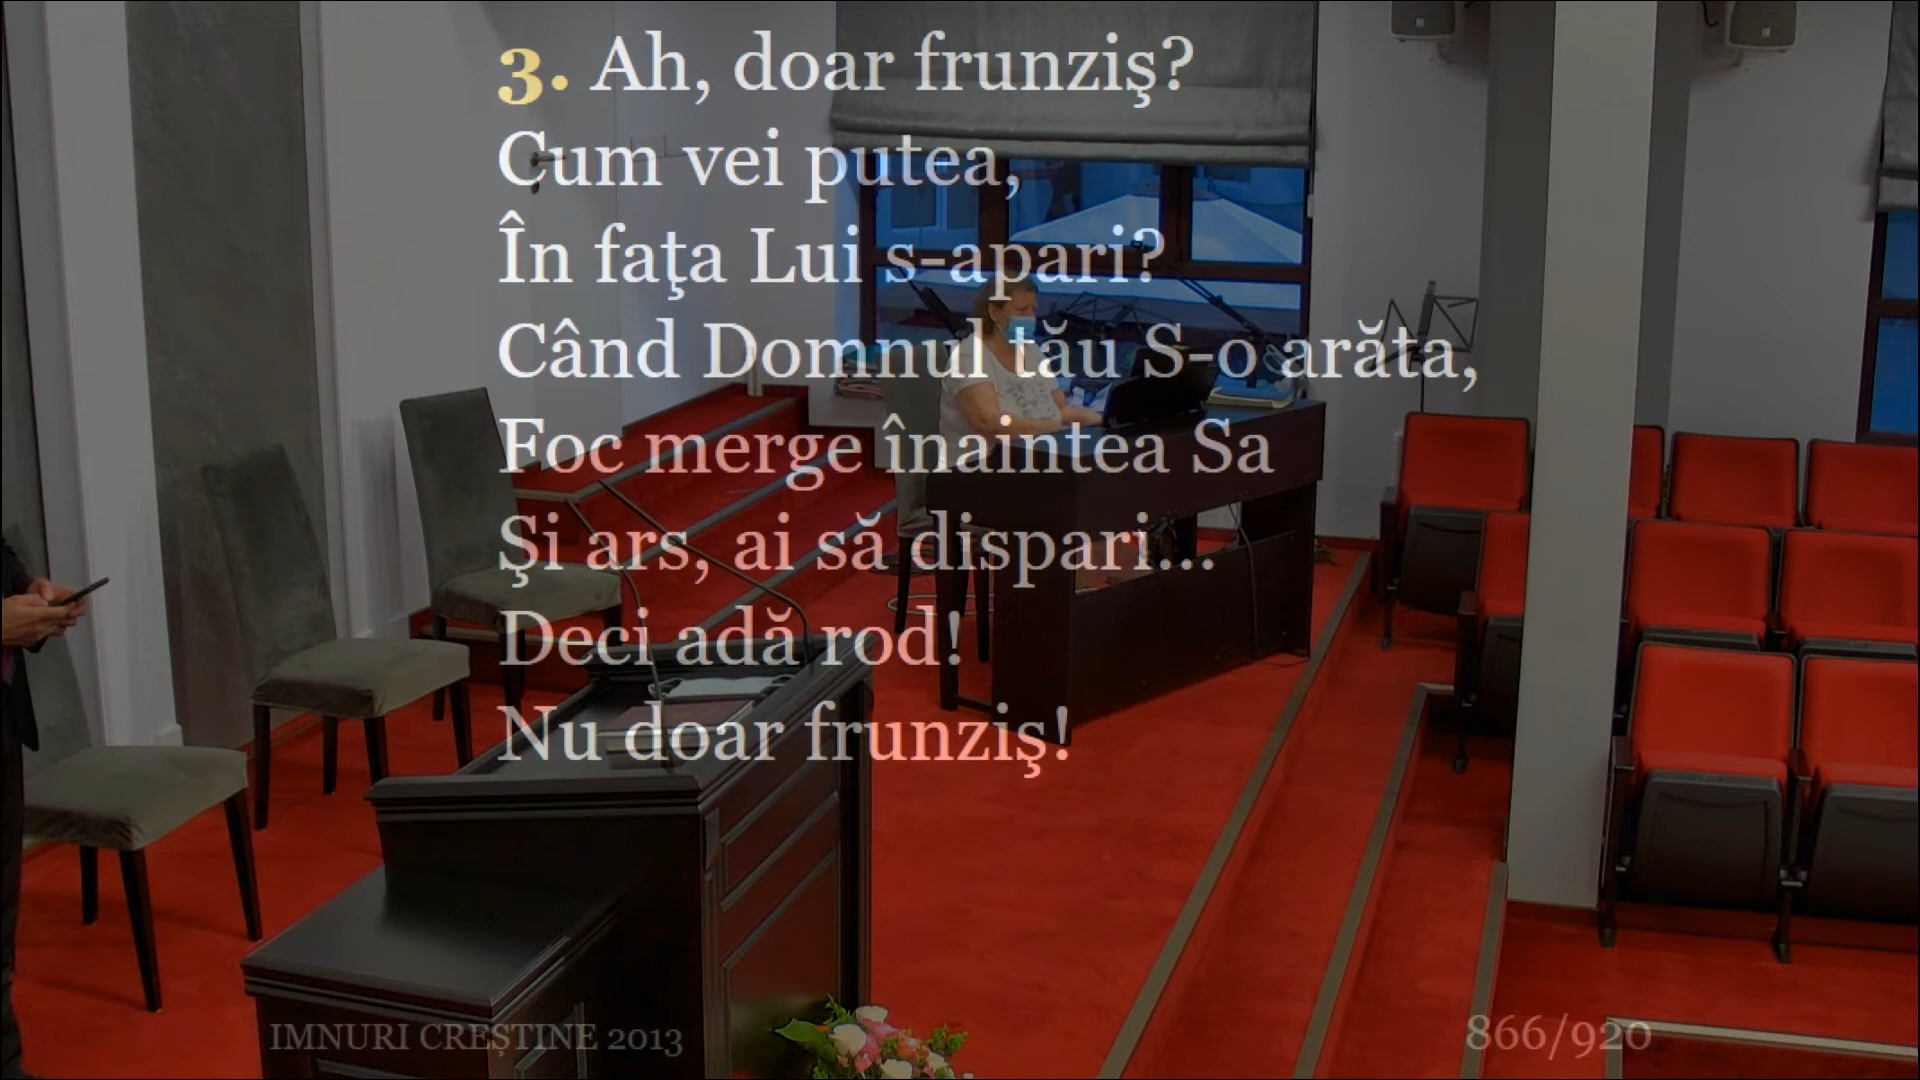 3. Ah, doar frunziş?
Cum vei putea,
În faţa Lui s-apari?
Când Domnul tău S-o arăta,
Foc merge înaintea Sa
Şi ars, ai să dispari...
Deci adă rod!
Nu doar frunziş!
IMNURI CREȘTINE 2013
866/920